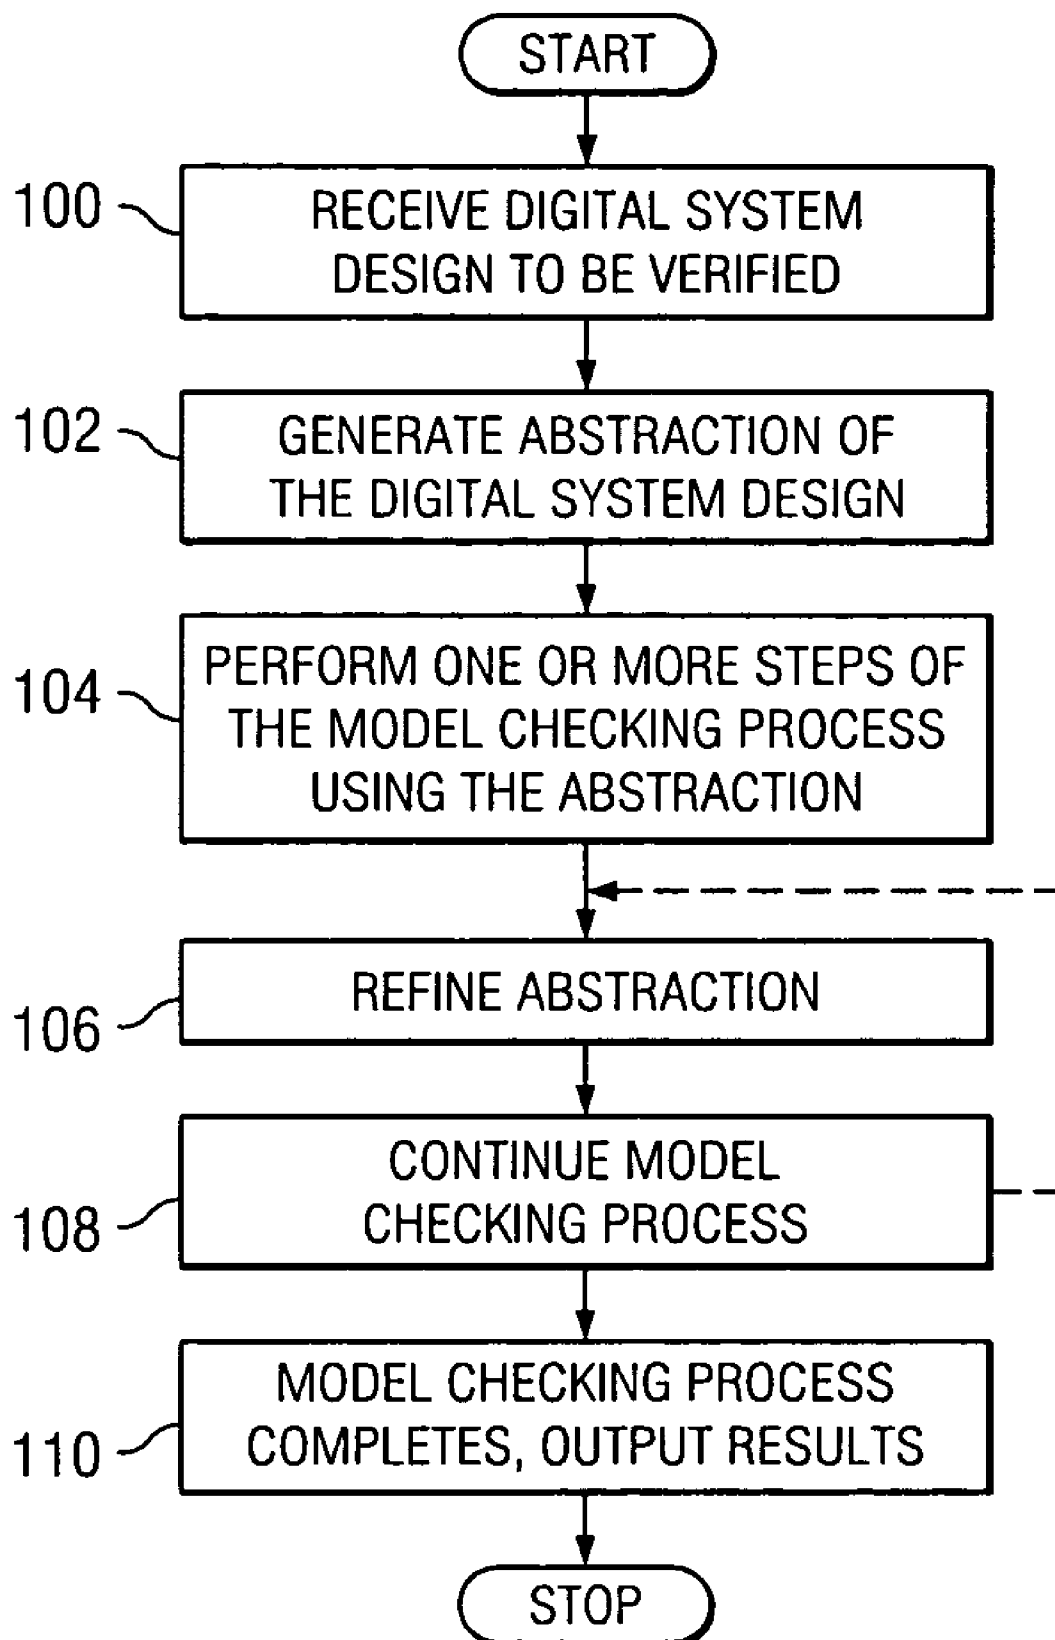 START
100
RECEIVE DIGITAL SYSTEM
DESIGN TO BE VERIFIED
102
GENERATE ABSTRACTION OF
THE DIGITAL SYSTEM DESIGN
104
PERFORM ONE OR MORE STEPS OF
THE MODEL CHECKING PROCESS
USING THE ABSTRACTION
106
REFINE ABSTRACTION
108
CONTINUE MODEL
CHECKING PROCESS
110
MODEL CHECKING PROCESS
COMPLETES, OUTPUT RESULTS
STOP